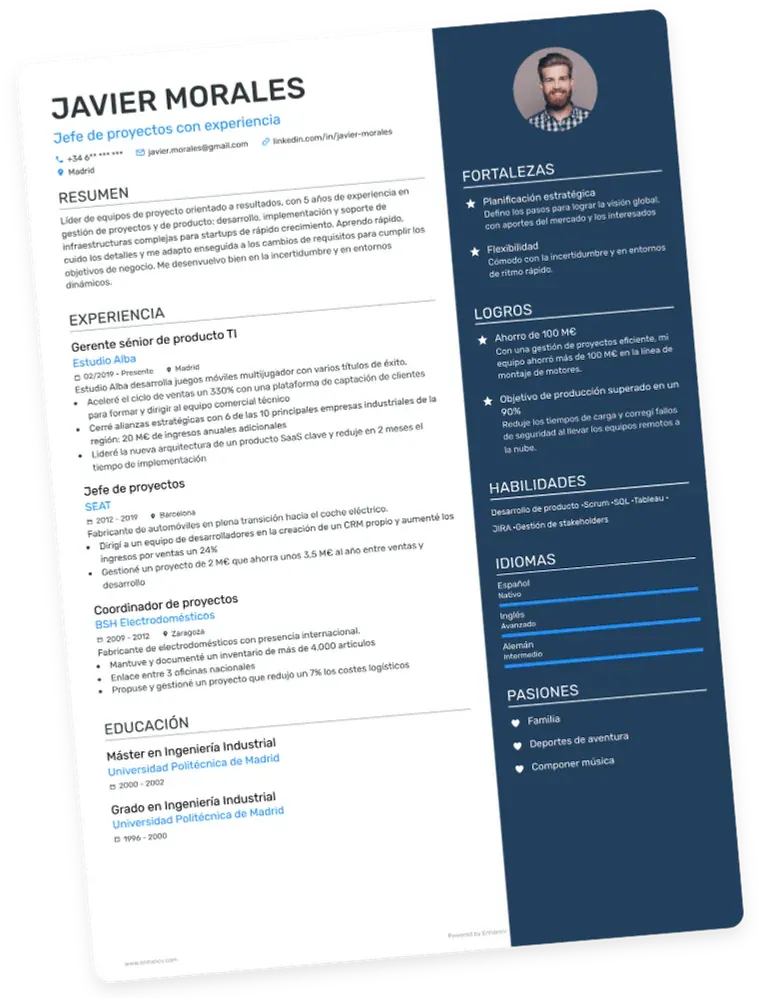 JAVIER MORALES
Jefe de proyectos con experiencia
+34 6** *** *** javier.morales@gmail.com linkedin.com/in/javier-morales
Madrid
RESUMEN
Líder de equipos de proyecto orientado a resultados, con 5 años de experiencia en
gestión de proyectos y de producto: desarrollo, implementación y soporte de
infraestructuras complejas para startups de rápido crecimiento. Aprendo rápido,
cuido los detalles y me adapto enseguida a los cambios de requisitos para cumplir los
objetivos de negocio. Me desenvuelvo bien en la incertidumbre y en entornos
dinámicos.
EXPERIENCIA
Gerente sénior de producto TI
Estudio Alba
02/2019 - Presente Madrid
Estudio Alba desarrolla juegos móviles multijugador con varios títulos de éxito.
• Aceleré el ciclo de ventas un 330% con una plataforma de captación de clientes
para formar y dirigir al equipo comercial técnico
• Cerré alianzas estratégicas con 6 de las 10 principales empresas industriales de la
región: 20 M€ de ingresos anuales adicionales
• Lideré la nueva arquitectura de un producto SaaS clave y reduje en 2 meses el
tiempo de implementación
Jefe de proyectos
SEAT
2012 - 2019 Barcelona
Fabricante de automóviles en plena transición hacia el coche eléctrico.
• Dirigí a un equipo de desarrolladores en la creación de un CRM propio y aumenté los
ingresos por ventas un 24%
• Gestioné un proyecto de 2 M€ que ahorra unos 3,5 M€ al año entre ventas y
desarrollo
Coordinador de proyectos
BSH Electrodomésticos
2009 - 2012 Zaragoza
Fabricante de electrodomésticos con presencia internacional.
• Mantuve y documenté un inventario de más de 4.000 artículos
• Enlace entre 3 oficinas nacionales
• Propuse y gestioné un proyecto que redujo un 7% los costes logísticos
EDUCACIÓN
Máster en Ingeniería Industrial
Universidad Politécnica de Madrid
2000 - 2002
Grado en Ingeniería Industrial
Universidad Politécnica de Madrid
1996 - 2000
FORTALEZAS
Planificación estratégica
Defino los pasos para lograr la visión global,
con aportes del mercado y los interesados
Flexibilidad
Cómodo con la incertidumbre y en entornos
de ritmo rápido.
LOGROS
Ahorro de 100 M€
Con una gestión de proyectos eficiente, mi
equipo ahorró más de 100 M€ en la línea de
montaje de motores.
Objetivo de producción superado en un
90%
Reduje los tiempos de carga y corregí fallos
de seguridad al llevar los equipos remotos a
la nube.
HABILIDADES
Desarrollo de producto ·Scrum ·SQL ·Tableau ·
JIRA ·Gestión de stakeholders
IDIOMAS
Español
Nativo
Inglés
Avanzado
Alemán
Intermedio
PASIONES
Familia
Deportes de aventura
Componer música
www.enhancv.com
Powered by Enhancv